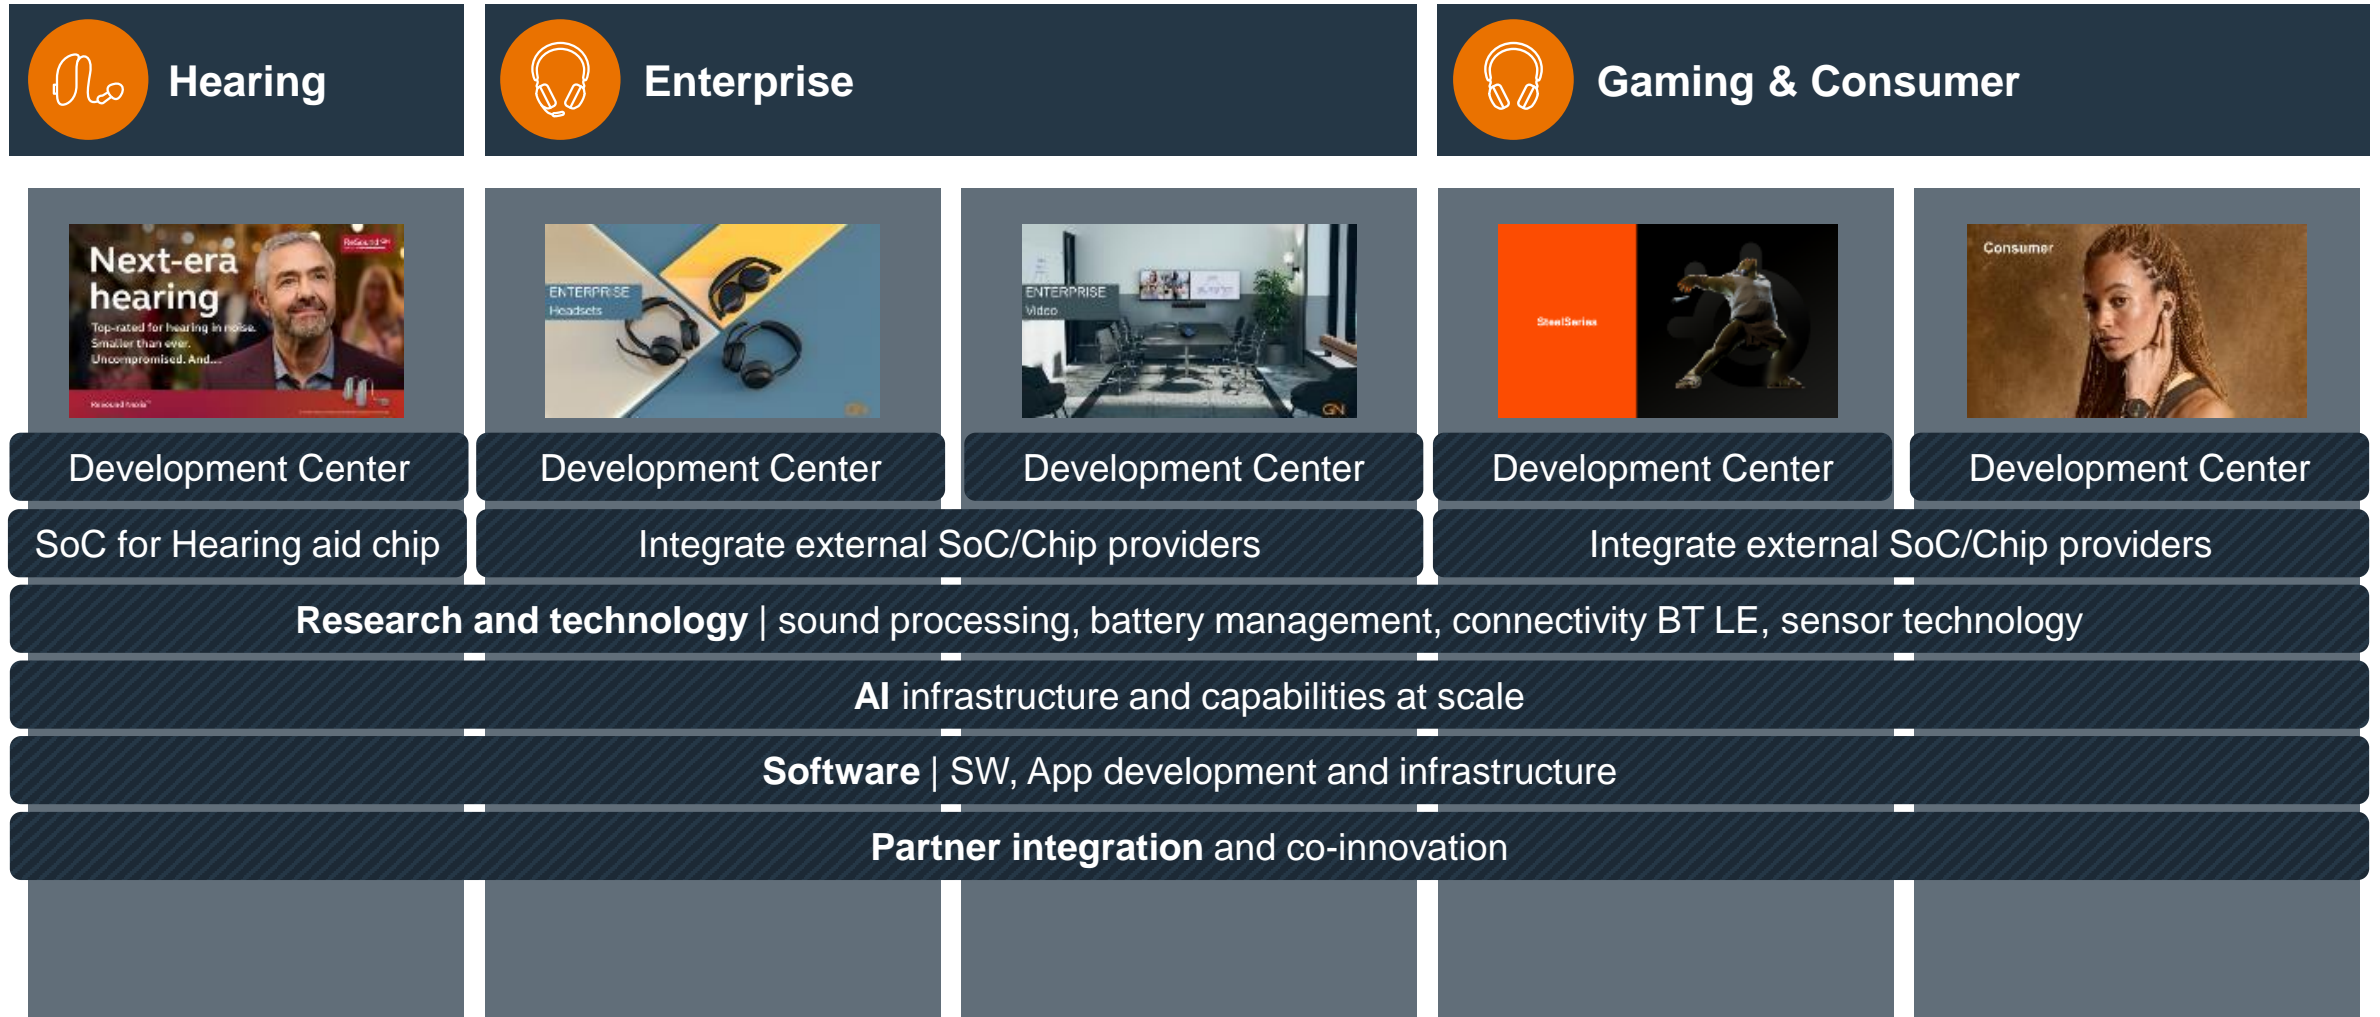 Hearing
Enterprise
Gaming & Consumer
Next-era
hearing
Top-rated for hearing in noise.
Smaller than ever.
Uncompromised. And....
ReSound GN
ENTERPRISE
Headsets
GN
ENTERPRISE
Video
GN
SteelSeries
Consumer
Development Center
Development Center
Development Center
Development Center
Development Center
SoC for Hearing aid chip
Integrate external SoC/Chip providers
Integrate external SoC/Chip providers
Research and technology | sound processing, battery management, connectivity BT LE, sensor technology
AI infrastructure and capabilities at scale
Software | SW, App development and infrastructure
Partner integration and co-innovation